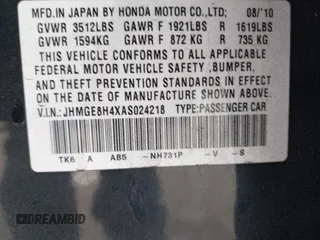 MFD.IN JAPAN BY HONDA MOTOR CO.,LTD. 08/'10
GVWR 3512LBS GAWR F 1921LBS R 1619LBS
GVWR 1594KG GAWR F 872 KG R 735 KG
THIS VEHICLE CONFORMS TO ALL APPLICABLE
FEDERAL MOTOR VEHICLE SAFETY ,BUMPER,
AND THEFT PREVENTION STANDARDS IN EFFECT
ON THE DATE OF MANUFACTURE SHOWN ABOVE.
V.I.N.: JHMGE8H4XAS024218 TYPE:PASSENGER CAR
TK6 A AB5 -NH731P -V -S
DREAMBID